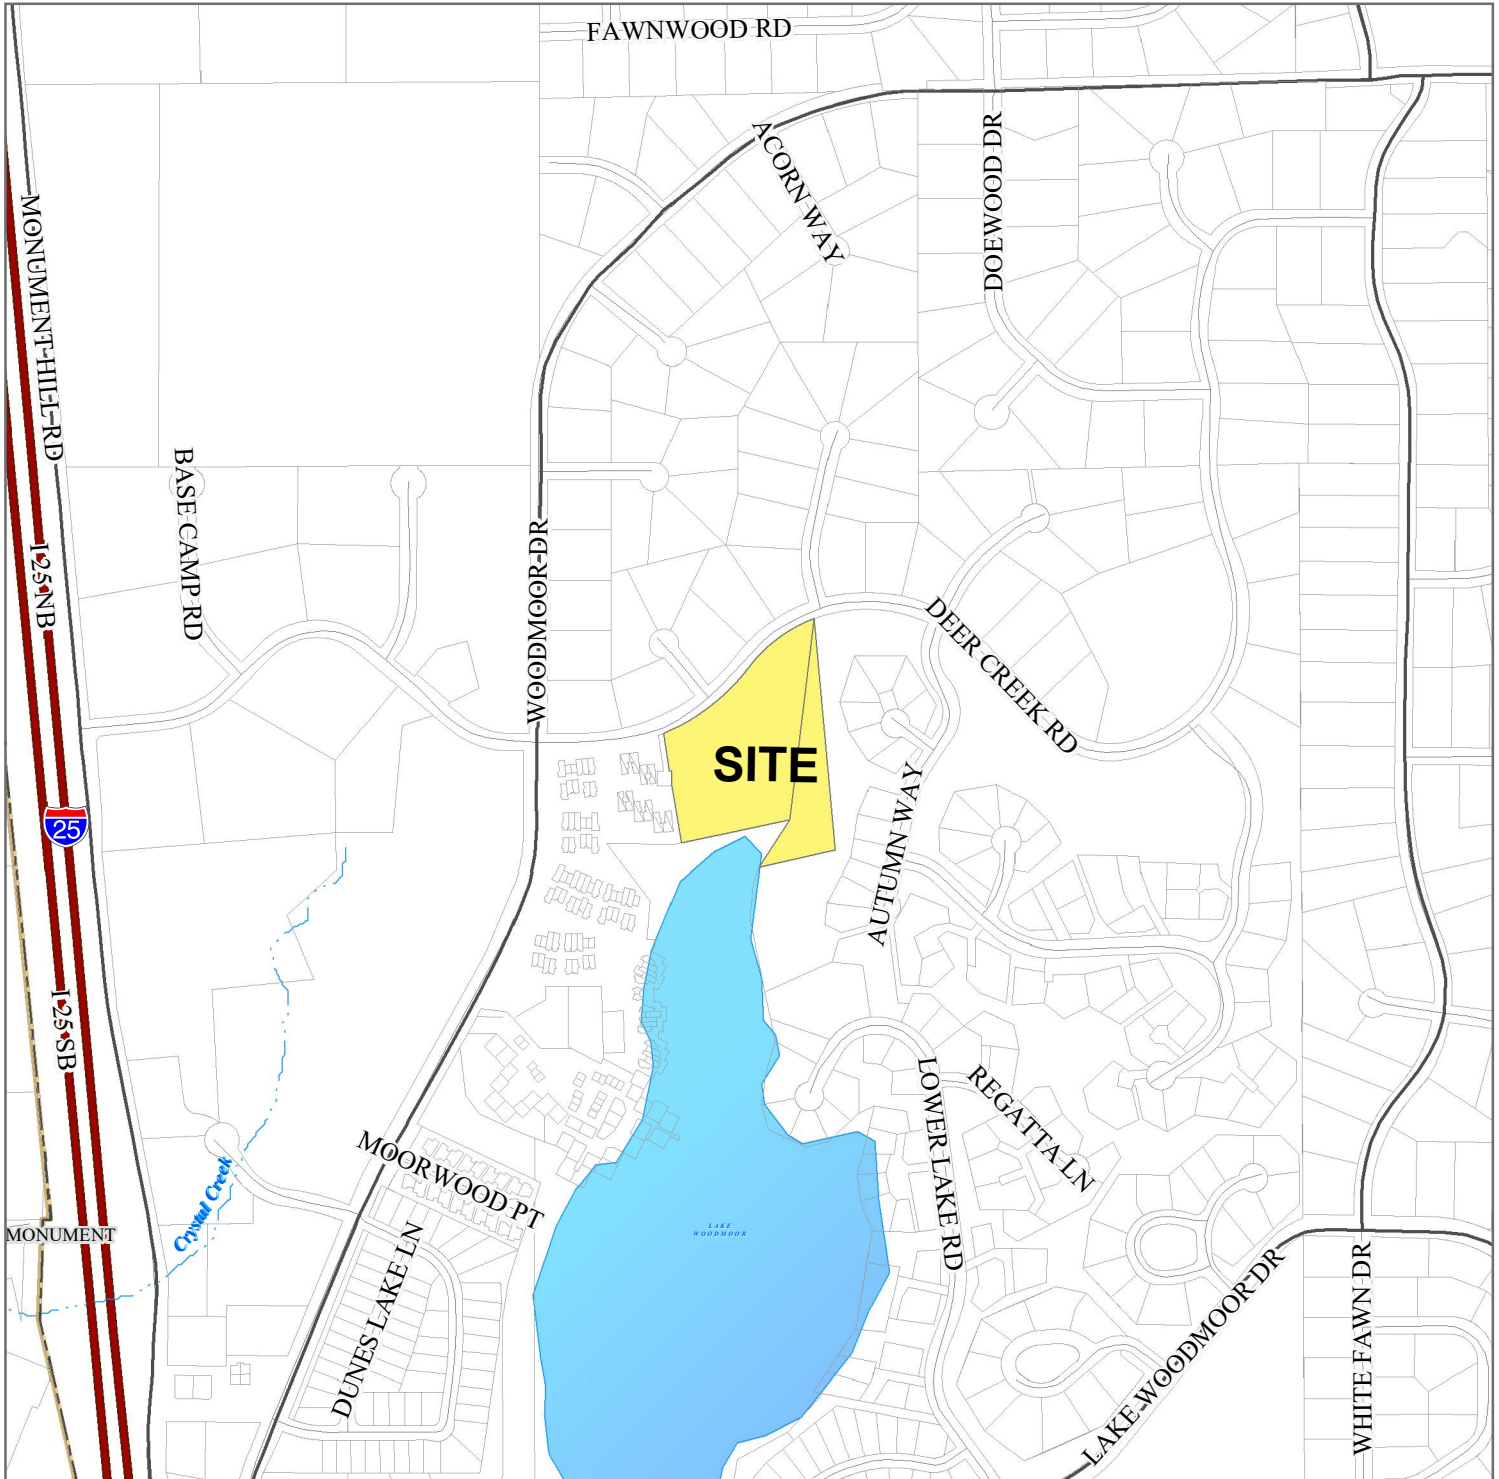 FAWNWOOD RD
ACORN WAY
DOEWOOD DR
MONUMENT HILL RD
BASE CAMP RD
I 25 NB
WOODMOOR DR
DEER CREEK RD
SITE
AUTUMN WAY
25
I 25 SB
LOWER LAKE RD
REGATTA LN
MOORWOOD PT
Crystal Creek
MONUMENT
LAKE
WOODMOOR
DUNES LAKE LN
LAKE WOODMOOR DR
WHITE FAWN DR